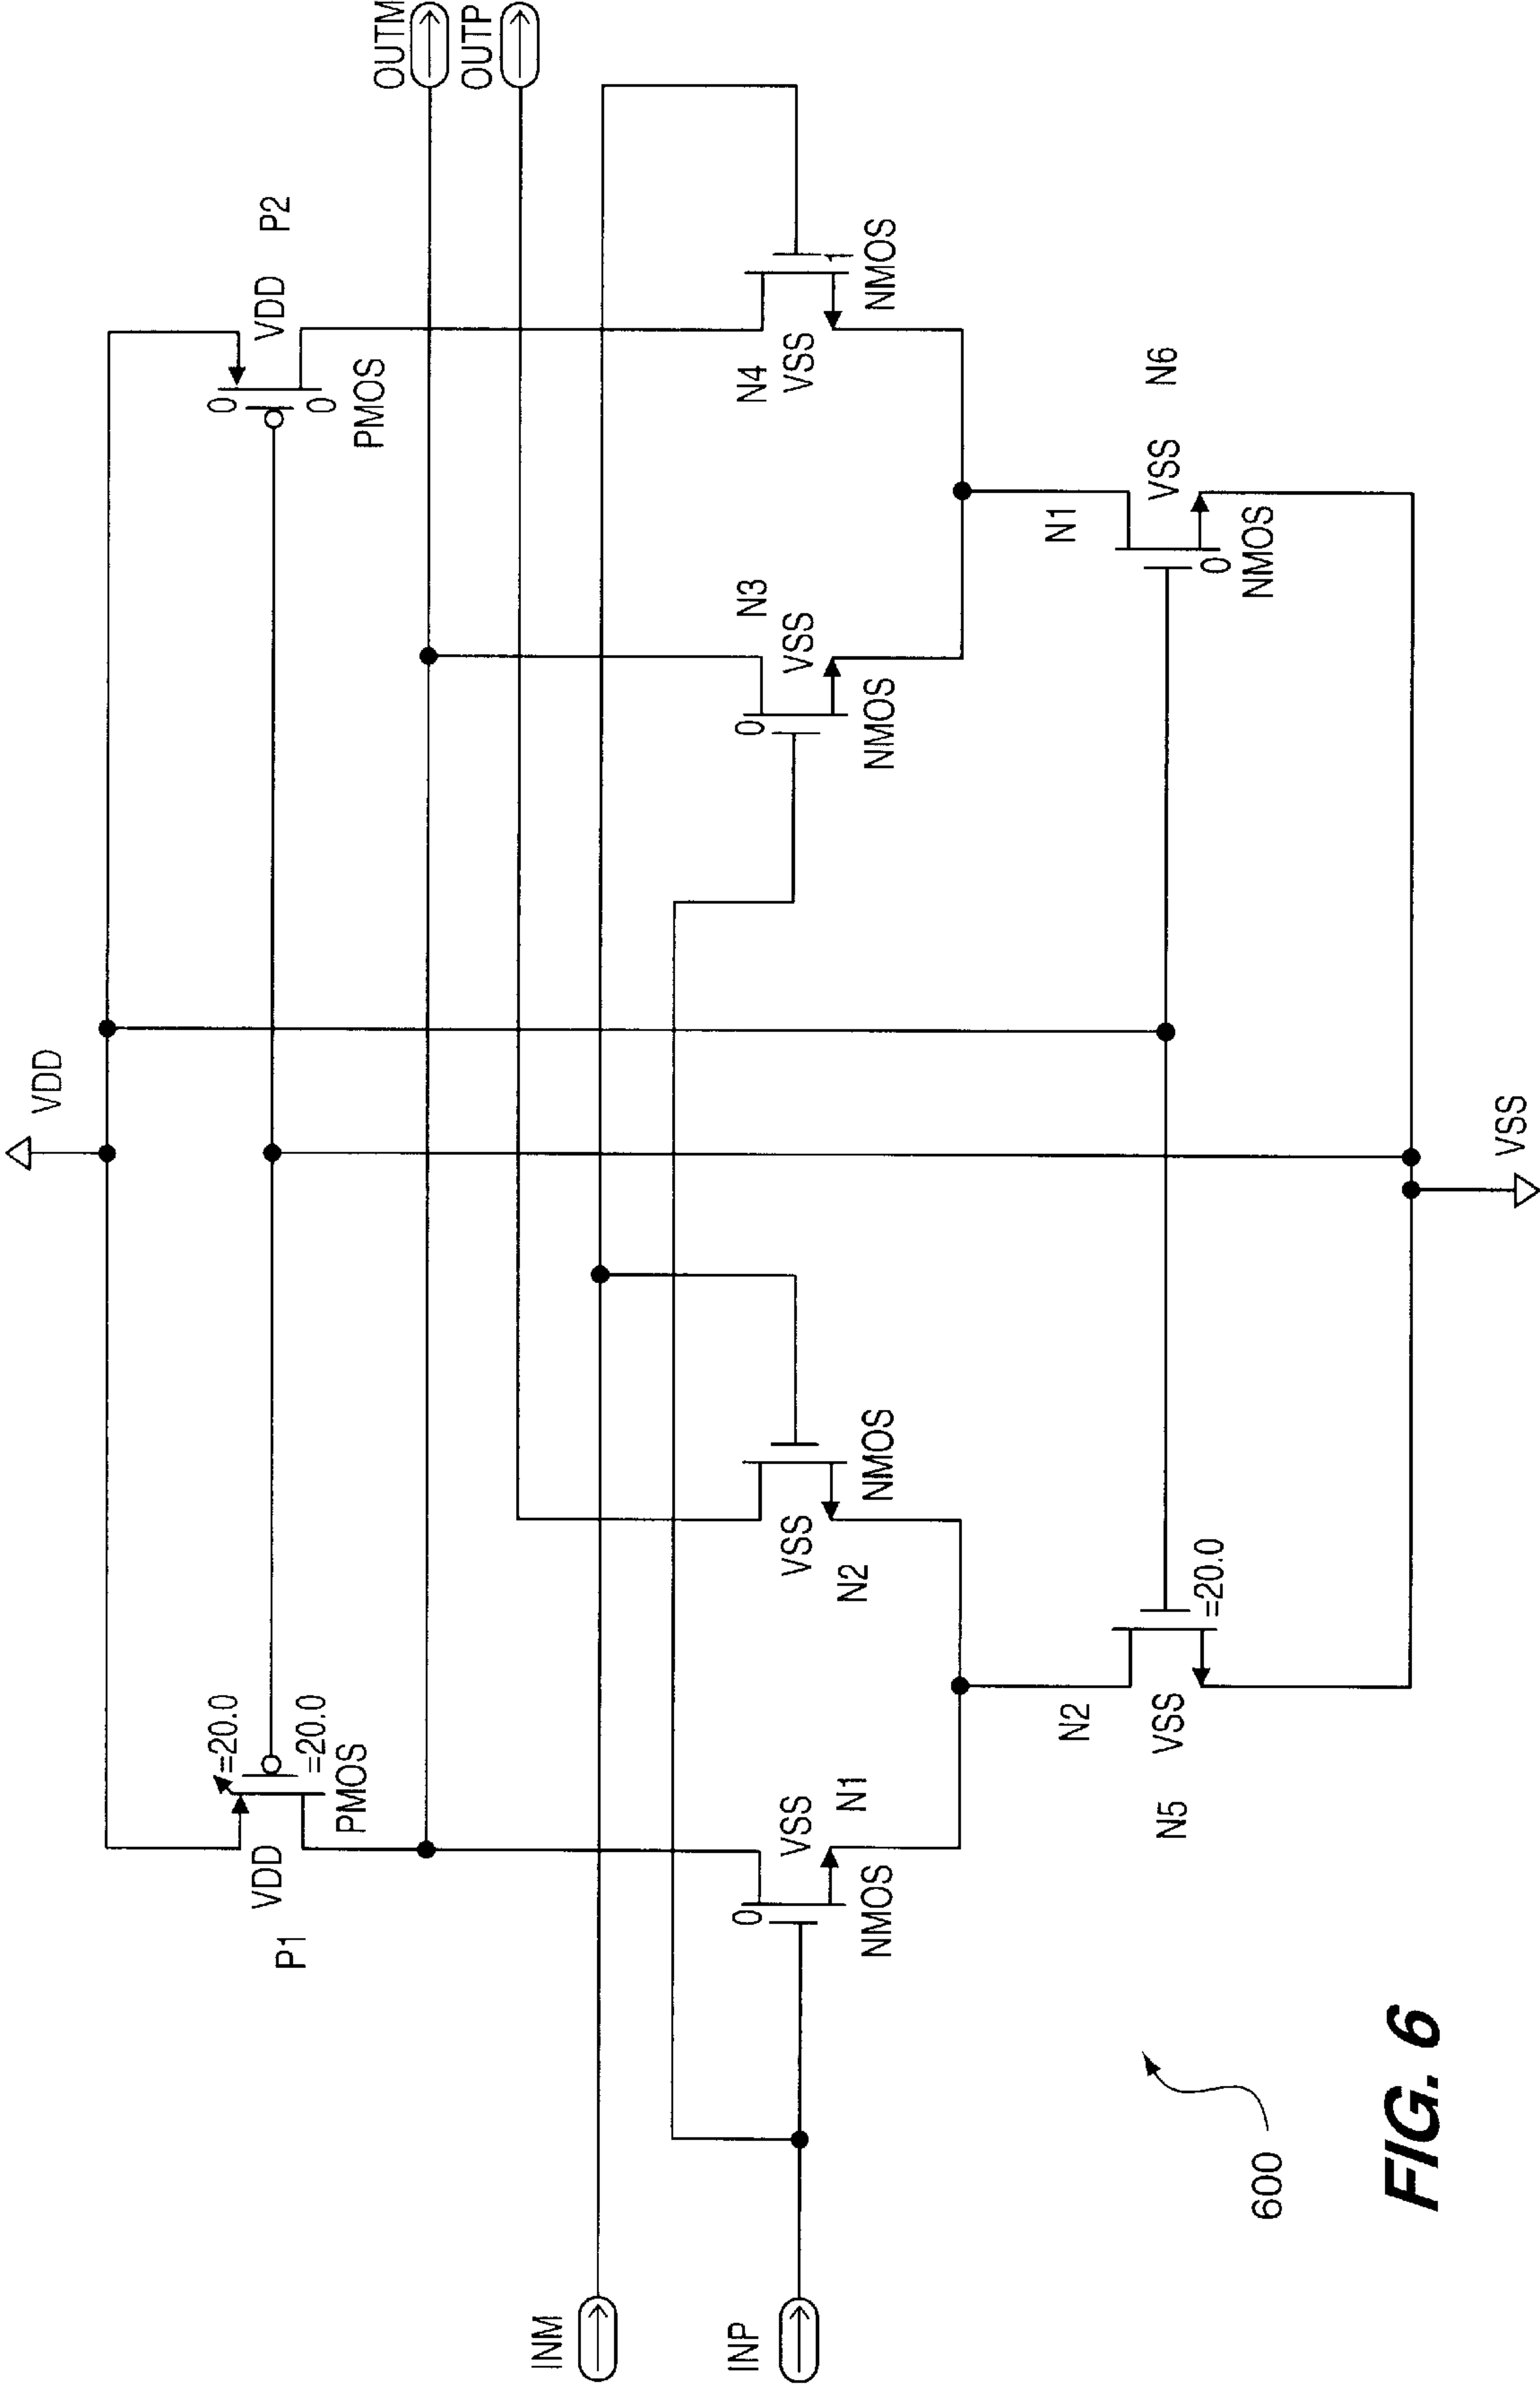 VDD
P1
VDD
=20.0
=20.0
PMOS
0
VDD
P2
0
PMOS
OUTM
OUTP
INM
INP
0
VSS
NMOS
N1
VSS
NMOS
N2
N3
0
VSS
NMOS
N4
VSS
1
NMOS
N2
N5
VSS
=20.0
N1
VSS
N6
0
NMOS
VSS
600
FIG. 6